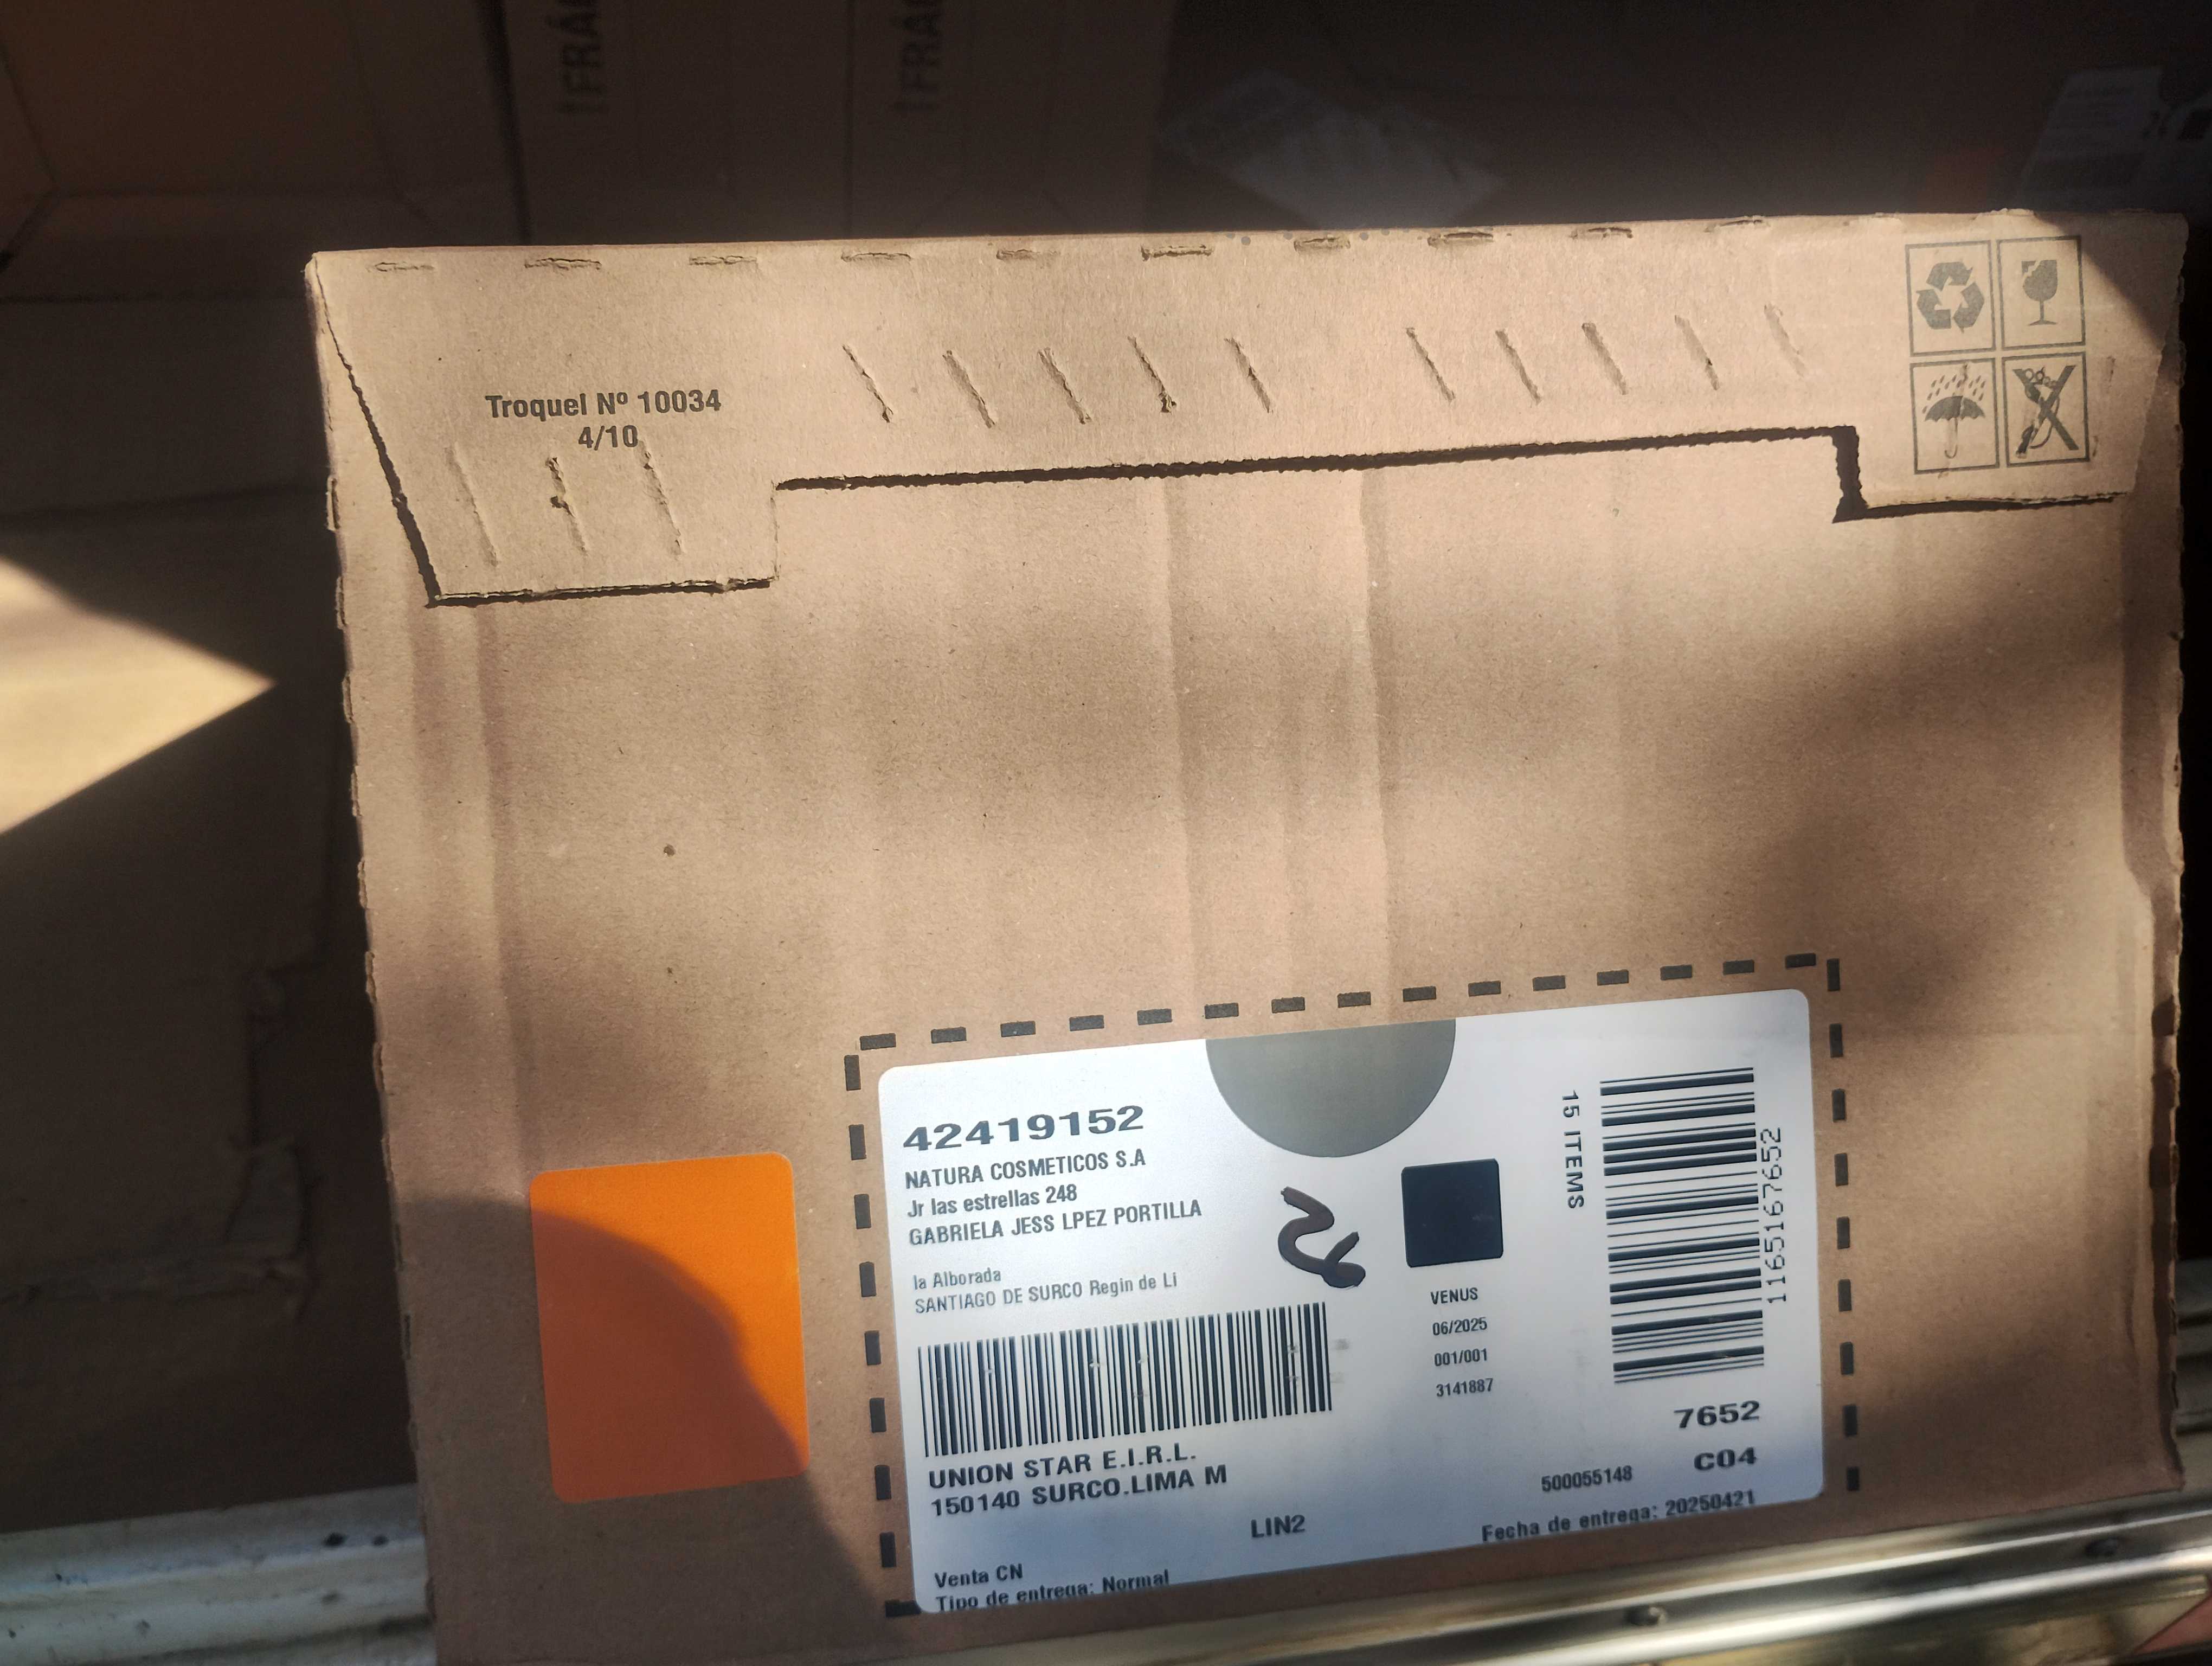 ¡FRÁ
¡FRÁ
Troquel Nº 10034
4/10
42419152
NATURA COSMETICOS S.A
Jr las estrellas 248
GABRIELA JESS LPEZ PORTILLA
la Alborada
SANTIAGO DE SURCO Regin de Li
UNION STAR E.I.R.L.
150140 SURCO.LIMA M
LIN2
Venta CN
Tipo de entrega: Normal
VENUS
06/2025
001/001
3141887
15 ITEMS
1165167652
7652
C04
500055148
Fecha de entrega: 20250421